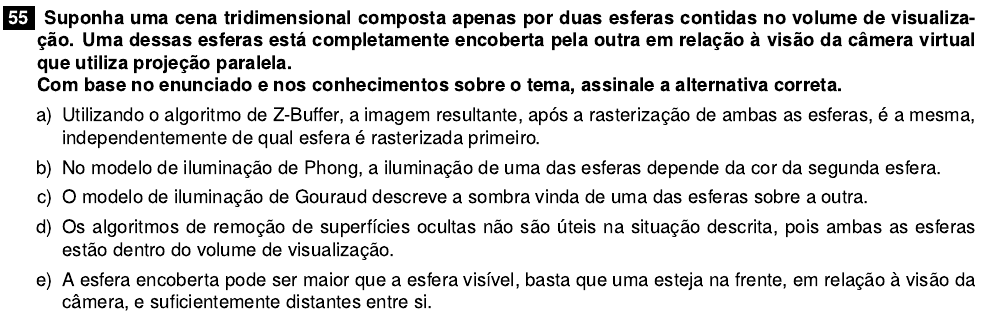 55 Suponha uma cena tridimensional composta apenas por duas esferas contidas no volume de visualiza-
ção. Uma dessas esferas está completamente encoberta pela outra em relação à visão da câmera virtual
que utiliza projeção paralela.
Com base no enunciado e nos conhecimentos sobre o tema, assinale a alternativa correta.
a) Utilizando o algoritmo de Z-Buffer, a imagem resultante, após a rasterização de ambas as esferas, é a mesma,
independentemente de qual esfera é rasterizada primeiro.
b) No modelo de iluminação de Phong, a iluminação de uma das esferas depende da cor da segunda esfera.
c) O modelo de iluminação de Gouraud descreve a sombra vinda de uma das esferas sobre a outra.
d) Os algoritmos de remoção de superfícies ocultas não são úteis na situação descrita, pois ambas as esferas
estão dentro do volume de visualização.
e) A esfera encoberta pode ser maior que a esfera visível, basta que uma esteja na frente, em relação à visão da
câmera, e suficientemente distantes entre si.